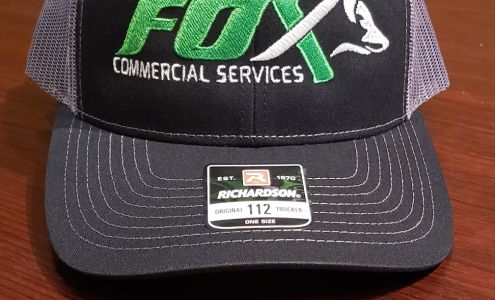 FOX
COMMERCIAL SERVICES
EST. R 1970
RICHARDSON®
ORIGINAL 112 TRUCKER
ONE SIZE